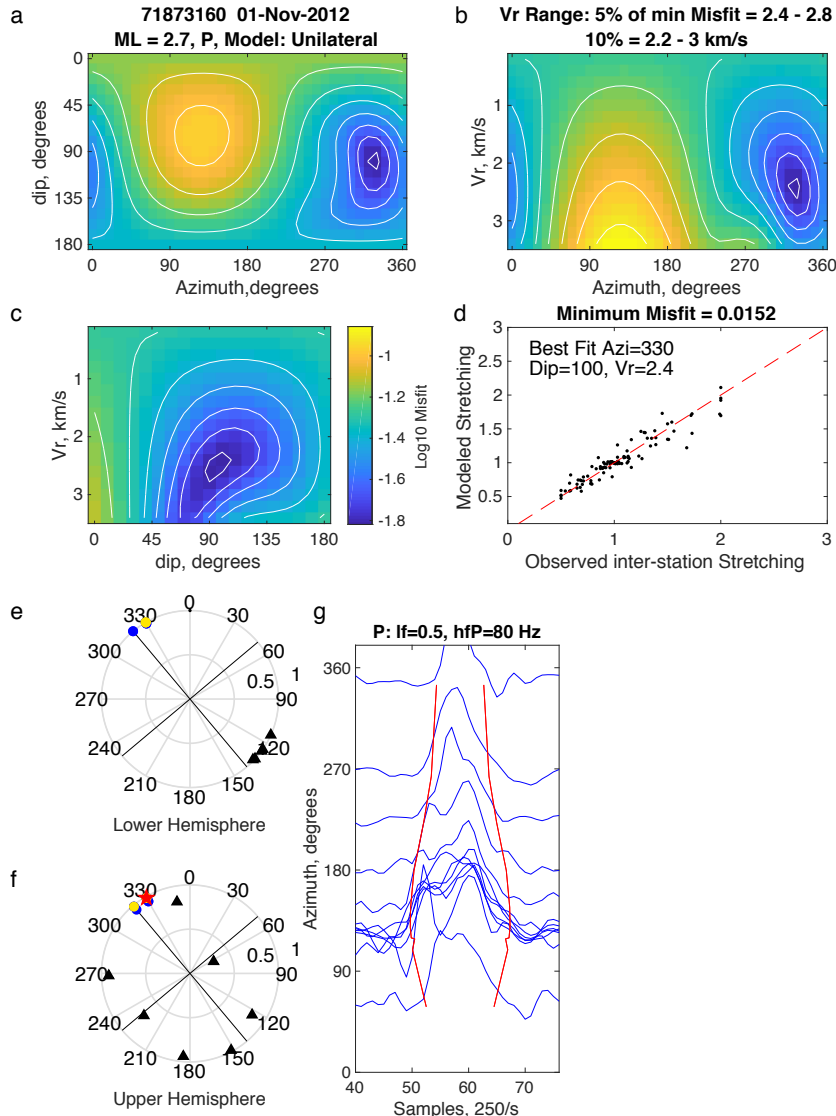 a
71873160  01-Nov-2012
ML = 2.7, P, Model: Unilateral
0
45
90
135
180
dip, degrees
0
90
180
270
360
Azimuth,degrees
b
Vr Range: 5% of min Misfit = 2.4 - 2.8
10% = 2.2 - 3 km/s
1
2
3
Vr, km/s
0
90
180
270
360
Azimuth, degrees
c
1
2
3
Vr, km/s
0
45
90
135
180
dip, degrees
-1
-1.2
-1.4
-1.6
-1.8
Log10 Misfit
d
Minimum Misfit = 0.0152
Best Fit Azi=330
Dip=100, Vr=2.4
3
2.5
2
1.5
1
0.5
Modeled Stretching
0
1
2
3
Observed inter-station Stretching
e
0
30
60
90
120
150
180
210
240
270
300
330
0.5
1
Lower Hemisphere
f
0
30
60
90
120
150
180
210
240
270
300
330
0.5
1
Upper Hemisphere
g
P: lf=0.5, hfP=80 Hz
360
270
180
90
0
Azimuth, degrees
40
50
60
70
80
Samples, 250/s